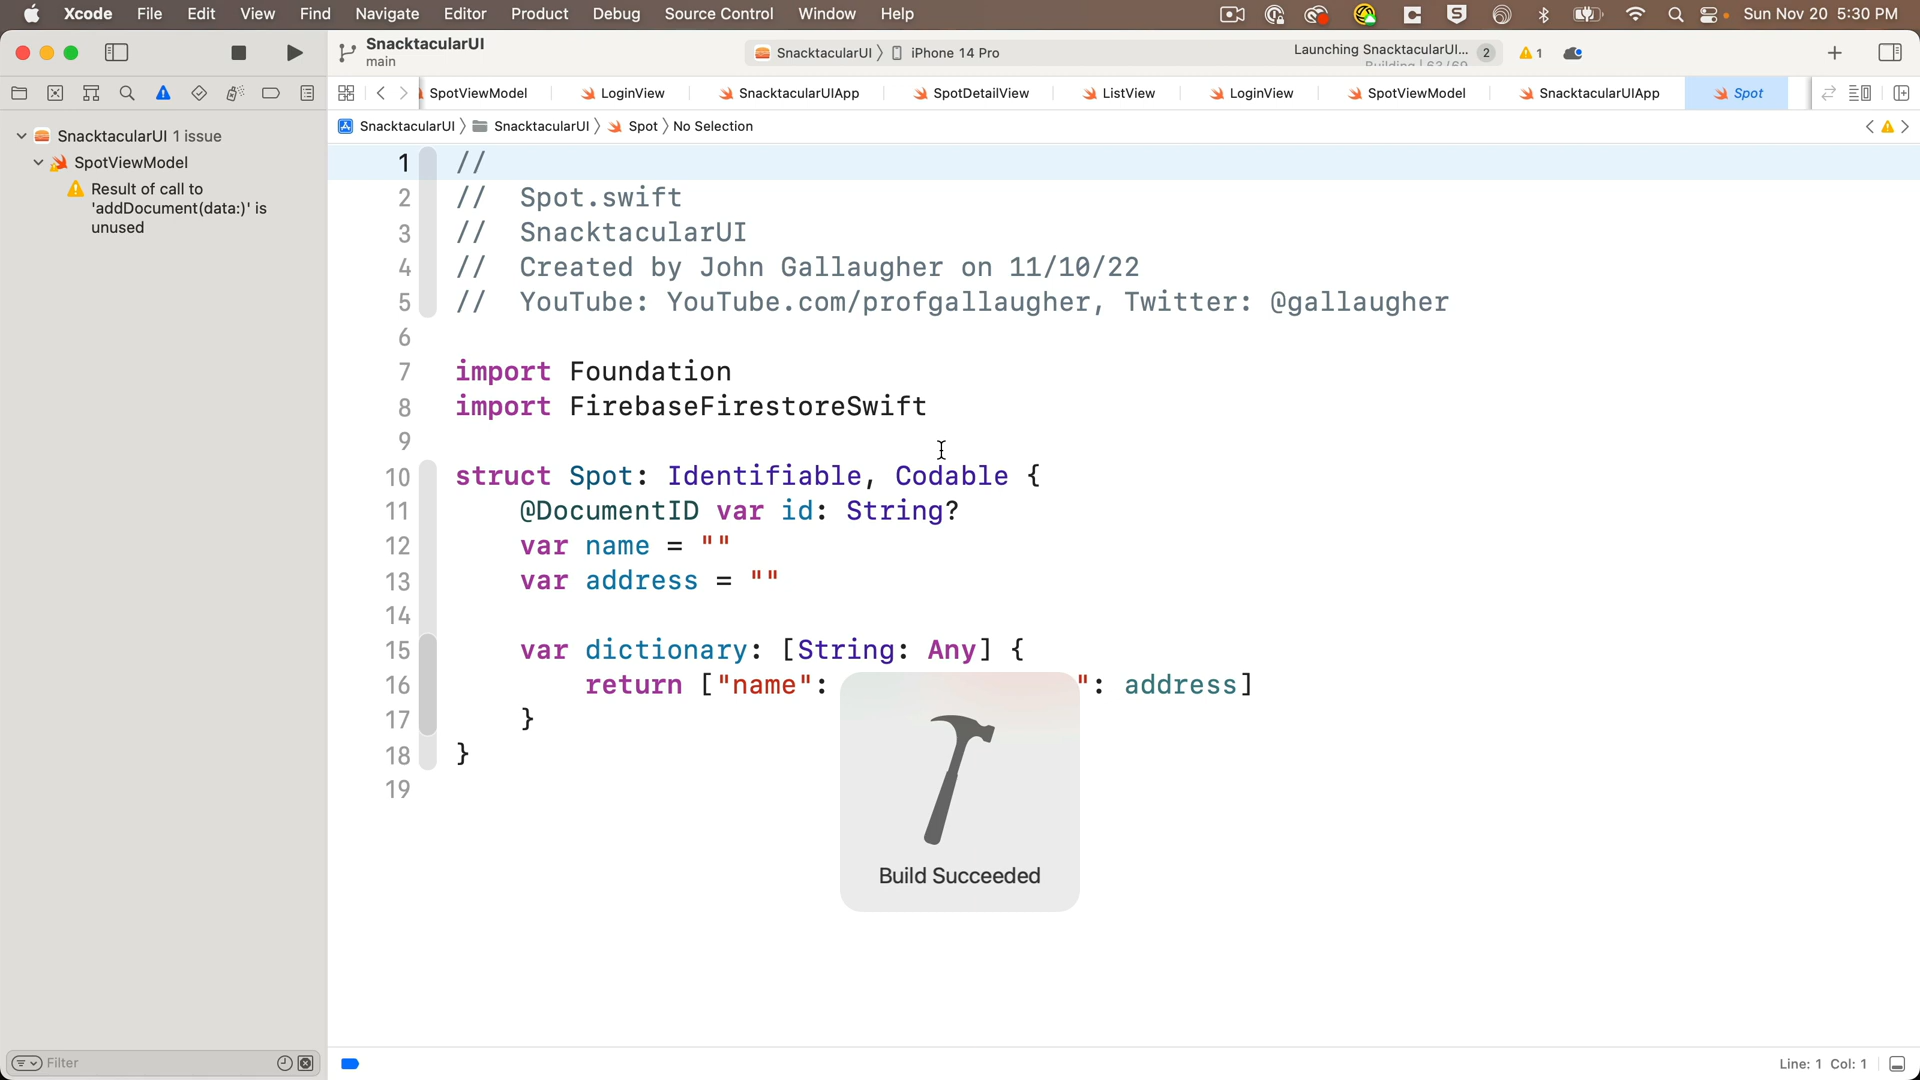 Xcode File Edit View Find Navigate Editor Product Debug Source Control Window Help Sun Nov 20 5:30 PM
SnacktacularUI
main
SnacktacularUI 〉 iPhone 14 Pro
Launching SnacktacularUI... 2
1
SpotViewModel LoginView SnacktacularUIApp SpotDetailView ListView LoginView SpotViewModel SnacktacularUIApp Spot
SnacktacularUI 〉 SnacktacularUI 〉 Spot 〉 No Selection
SnacktacularUI 1 issue
SpotViewModel
Result of call to
'addDocument(data:)' is
unused
1 //
2 // Spot.swift
3 // SnacktacularUI
4 // Created by John Gallaugher on 11/10/22
5 // YouTube: YouTube.com/profgallaugher, Twitter: @gallaugher
6
7 import Foundation
8 import FirebaseFirestoreSwift
9
10 struct Spot: Identifiable, Codable {
11 @DocumentID var id: String?
12 var name = ""
13 var address = ""
14
15 var dictionary: [String: Any] {
16 return ["name": ": address]
17 }
18 }
19
Build Succeeded
Filter
Line: 1 Col: 1